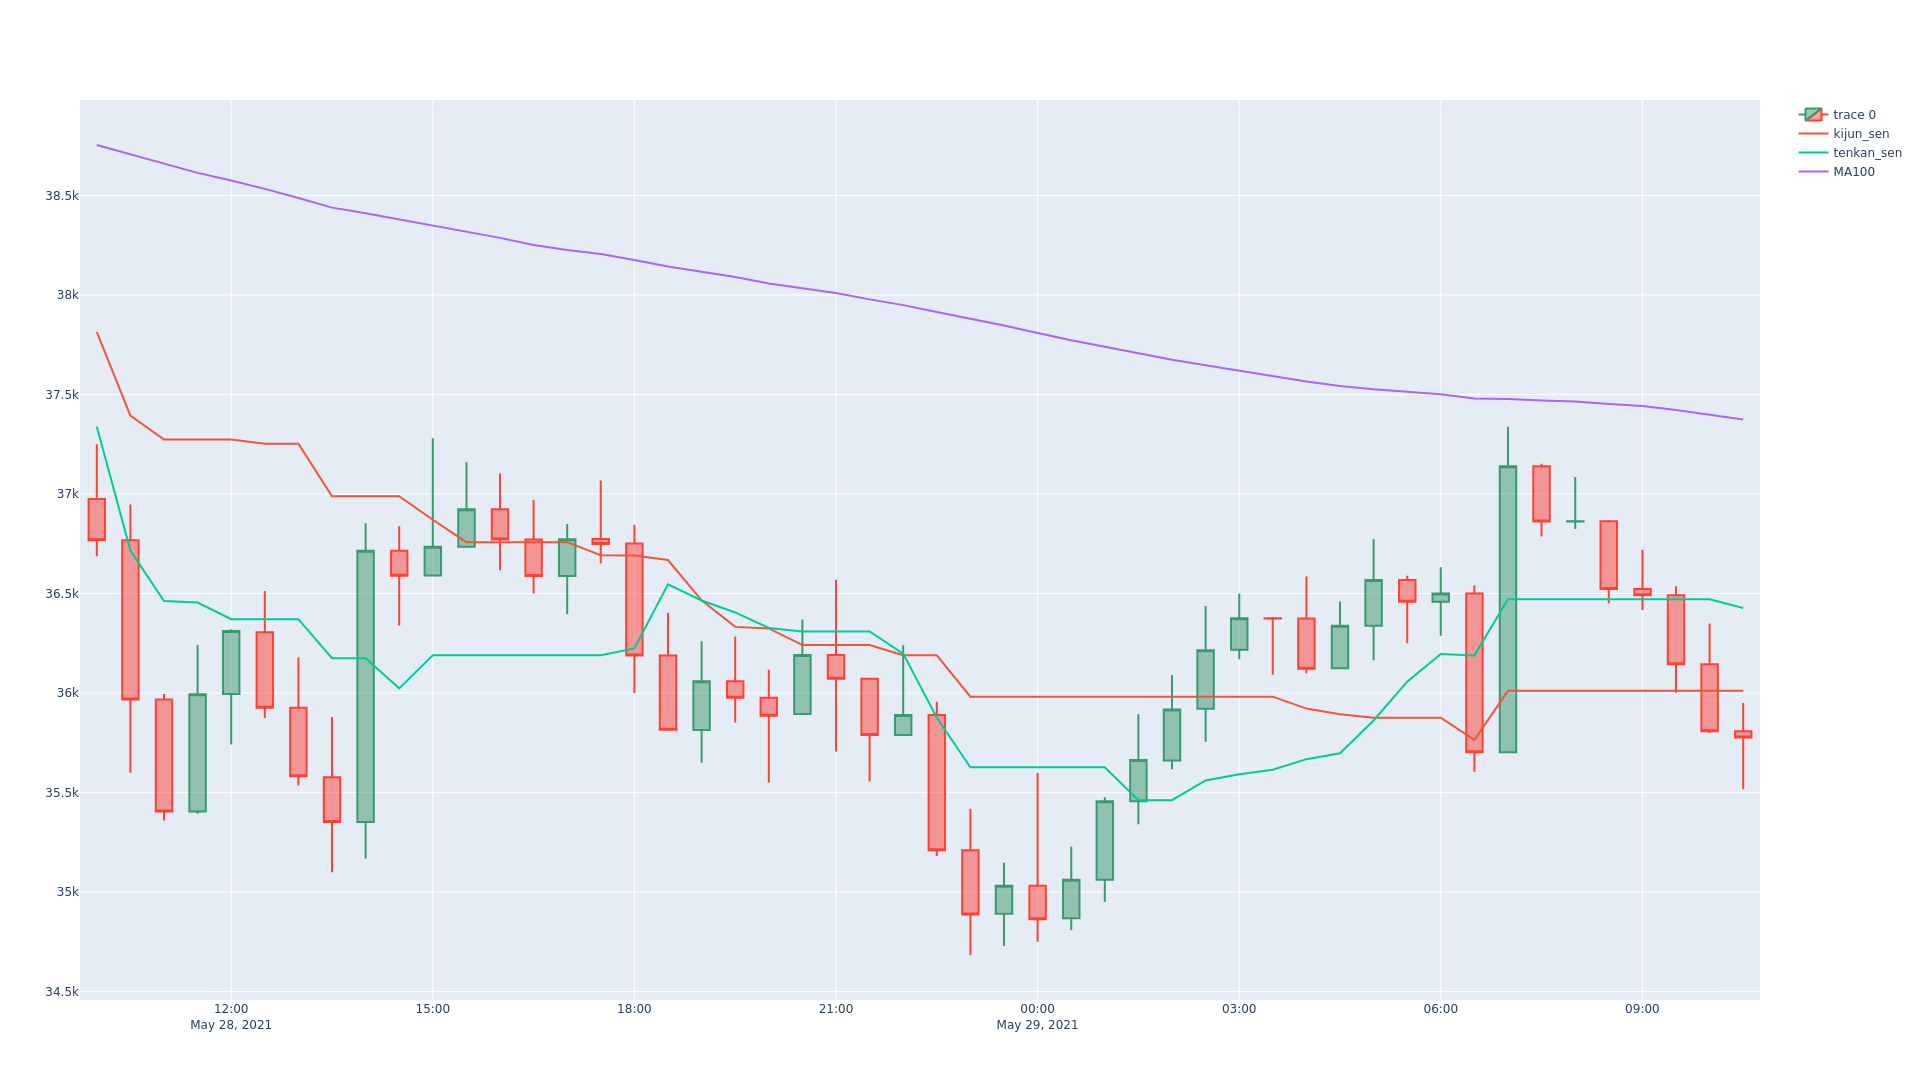 trace 0
kijun_sen
tenkan_sen
MA100
38.5k
38k
37.5k
37k
36.5k
36k
35.5k
35k
34.5k
12:00 15:00 18:00 21:00 00:00 03:00 06:00 09:00
May 28, 2021 May 29, 2021